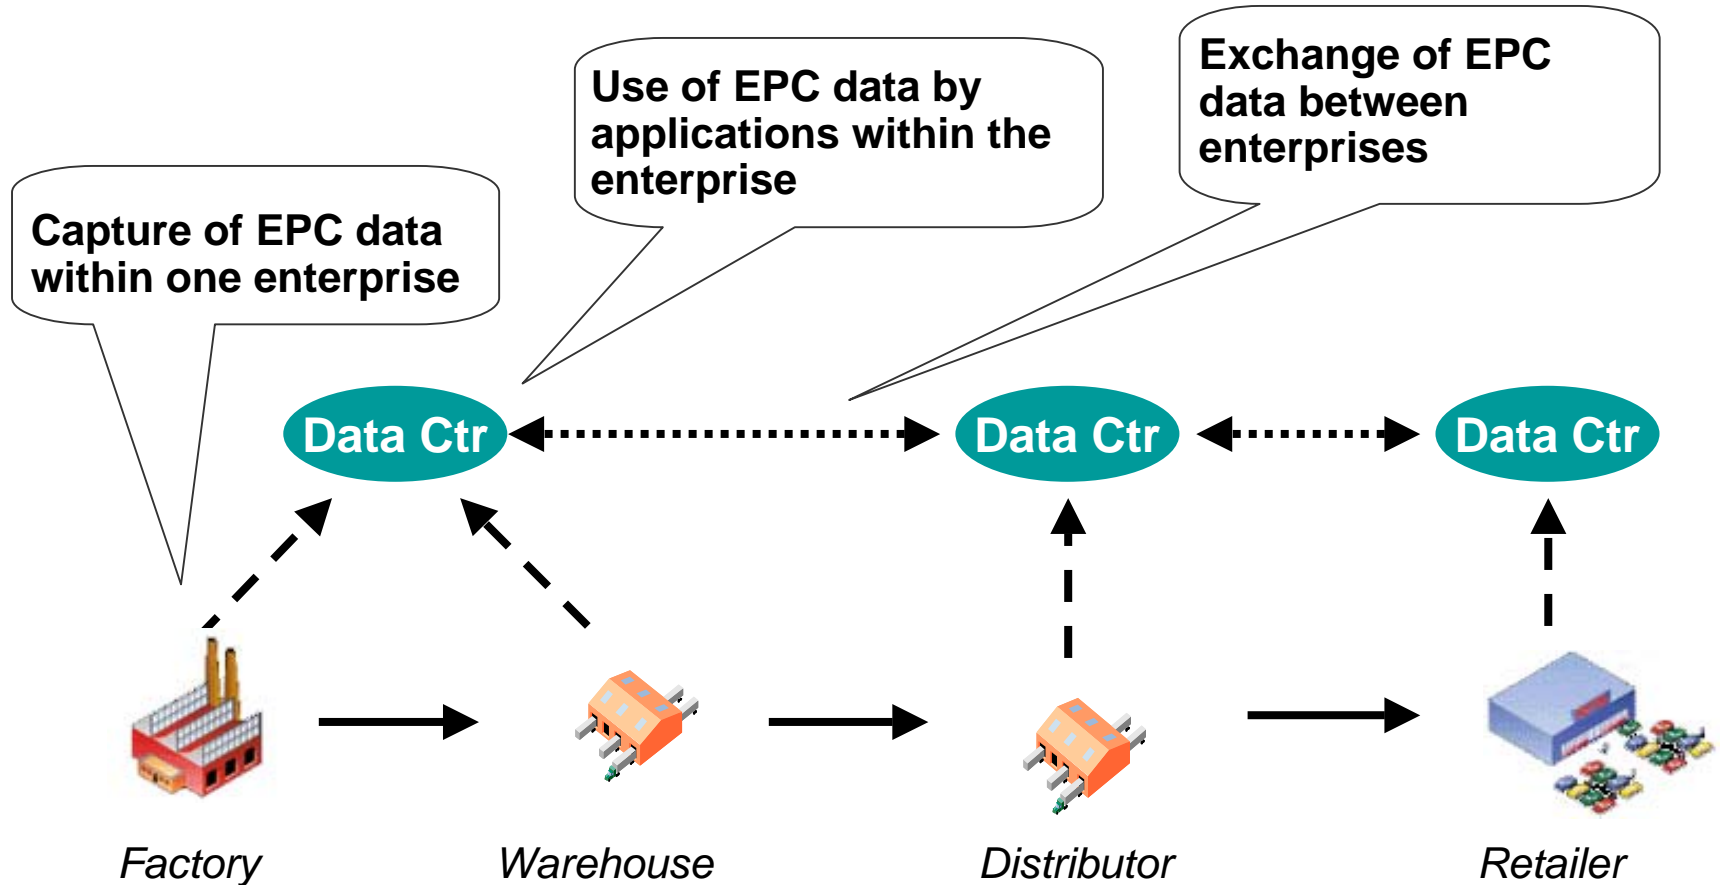 Capture of EPC data
within one enterprise
Use of EPC data by
applications within the
enterprise
Exchange of EPC
data between
enterprises
Data Ctr
Data Ctr
Data Ctr
Factory
Warehouse
Distributor
Retailer